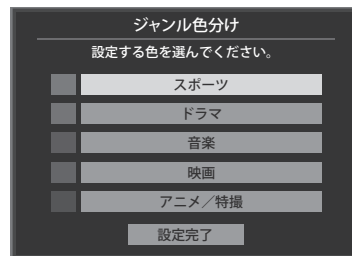 ジャンル色分け
設定する色を選んでください。
スポーツ
ドラマ
音楽
映画
アニメ／特撮
設定完了